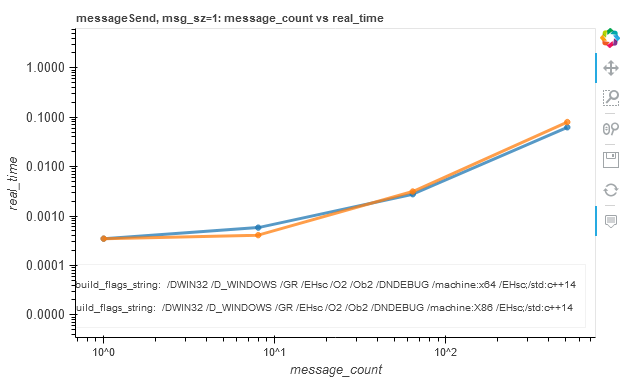 messageSend, msg_sz=1: message_count vs real_time
1.0000
0.1000
0.0100
0.0010
0.0001
0.0000
real_time
build_flags_string: /DWIN32 /D_WINDOWS /GR /EHsc /O2 /Ob2 /DNDEBUG /machine:x64 /EHsc;/std:c++14
uild_flags_string: /DWIN32 /D_WINDOWS /GR /EHsc /O2 /Ob2 /DNDEBUG /machine:X86 /EHsc;/std:c++14
10^0
10^1
10^2
message_count